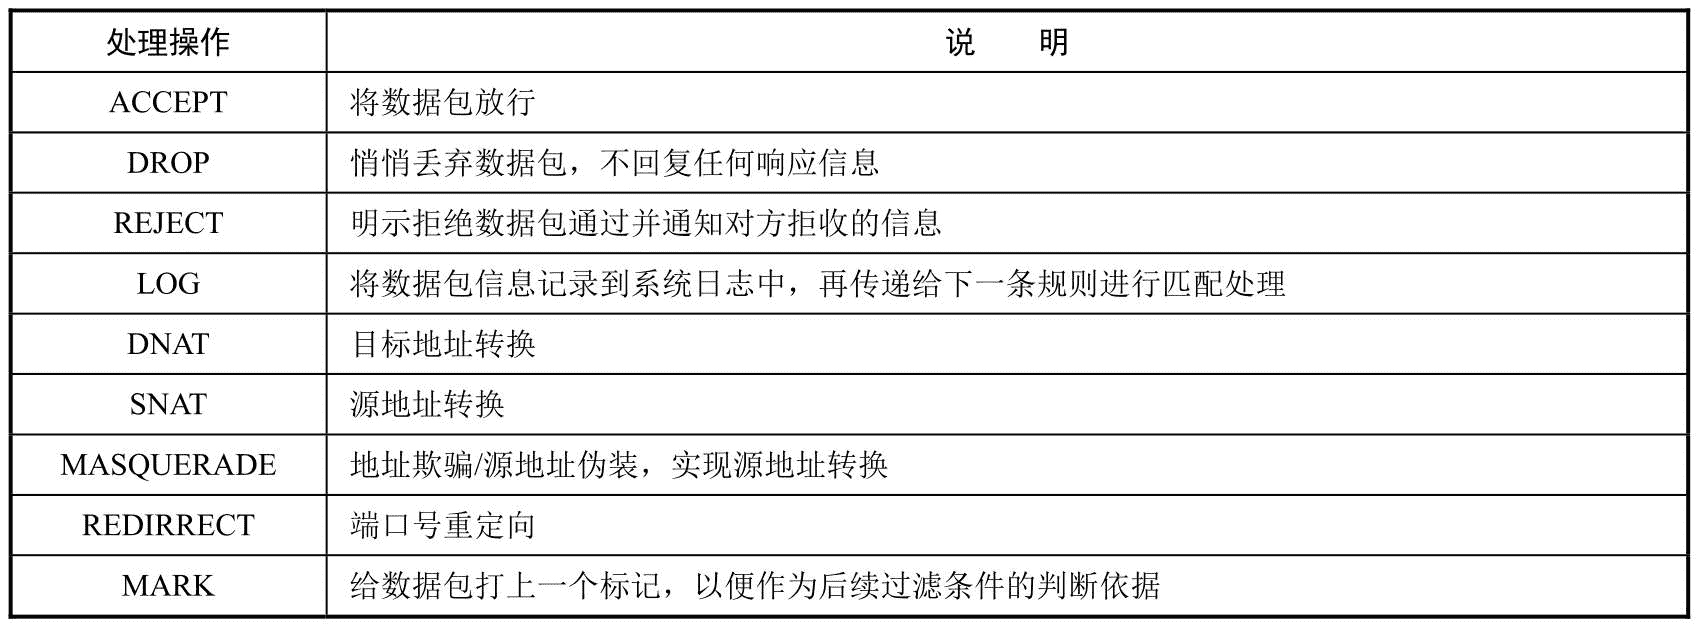 处理操作 说 明
ACCEPT 将数据包放行
DROP 悄悄丢弃数据包，不回复任何响应信息
REJECT 明示拒绝数据包通过并通知对方拒收的信息
LOG 将数据包信息记录到系统日志中，再传递给下一条规则进行匹配处理
DNAT 目标地址转换
SNAT 源地址转换
MASQUERADE 地址欺骗/源地址伪装，实现源地址转换
REDIRRECT 端口号重定向
MARK 给数据包打上一个标记，以便作为后续过滤条件的判断依据